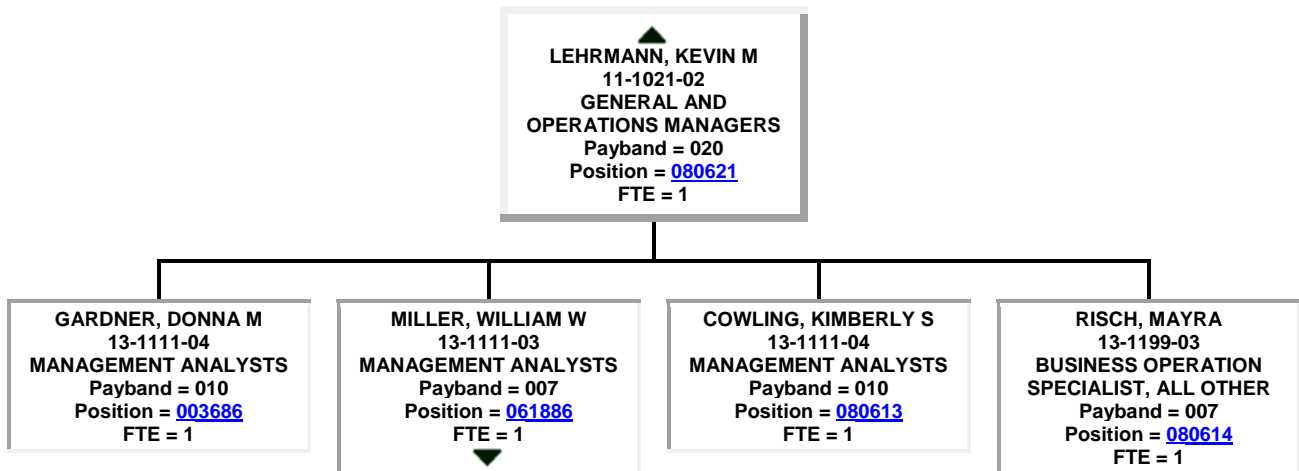 LEHRMANN, KEVIN M
11-1021-02
GENERAL AND
OPERATIONS MANAGERS
Payband = 020
Position = 080621
FTE = 1
GARDNER, DONNA M
13-1111-04
MANAGEMENT ANALYSTS
Payband = 010
Position = 003686
FTE = 1
MILLER, WILLIAM W
13-1111-03
MANAGEMENT ANALYSTS
Payband = 007
Position = 061886
FTE = 1
COWLING, KIMBERLY S
13-1111-04
MANAGEMENT ANALYSTS
Payband = 010
Position = 080613
FTE = 1
RISCH, MAYRA
13-1199-03
BUSINESS OPERATION
SPECIALIST, ALL OTHER
Payband = 007
Position = 080614
FTE = 1